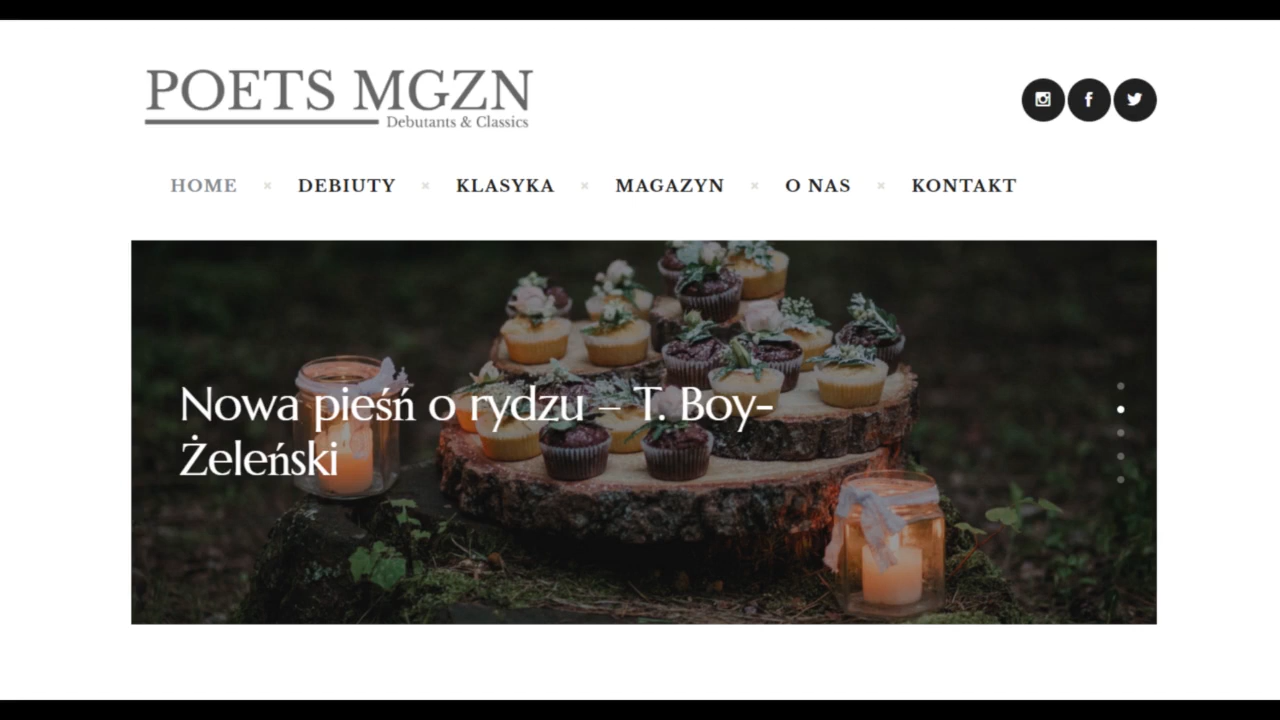 POETS MGZN
Debutants & Classics
HOME × DEBIUTY × KLASYKA × MAGAZYN × O NAS × KONTAKT
Nowa pieśń o rydzu – T. Boy-
Żeleński